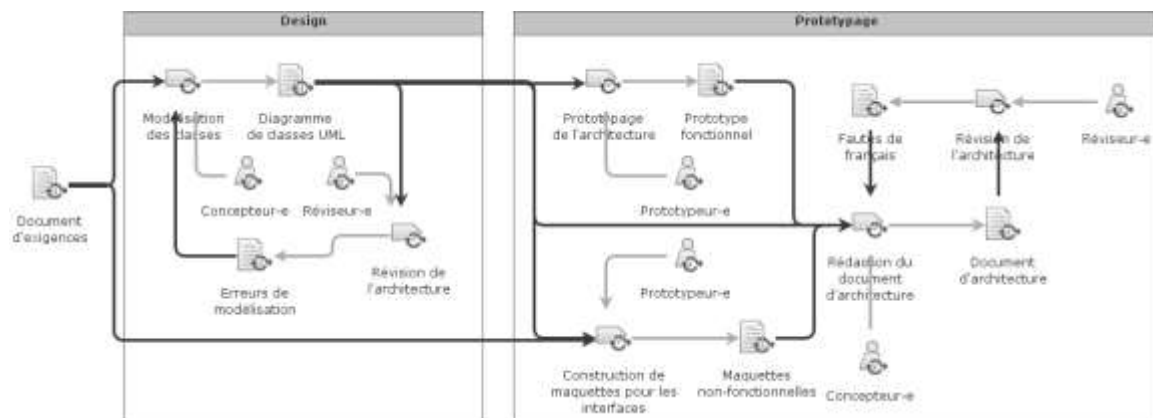 Design
Prototypage
Modélisation
des classes
Diagramme
de classes UML
Prototypage
de l'architecture
Prototype
fonctionnel
Fautes de
français
Révision de
l'architecture
Réviseur-e
Concepteur-e
Réviseur-e
Prototypeur-e
Document
d'exigences
Erreurs de
modélisation
Révision de
l'architecture
Prototypeur-e
Rédaction du
document
d'architecture
Document
d'architecture
Construction de
maquettes pour les
interfaces
Maquettes
non-fonctionnelles
Concepteur-e